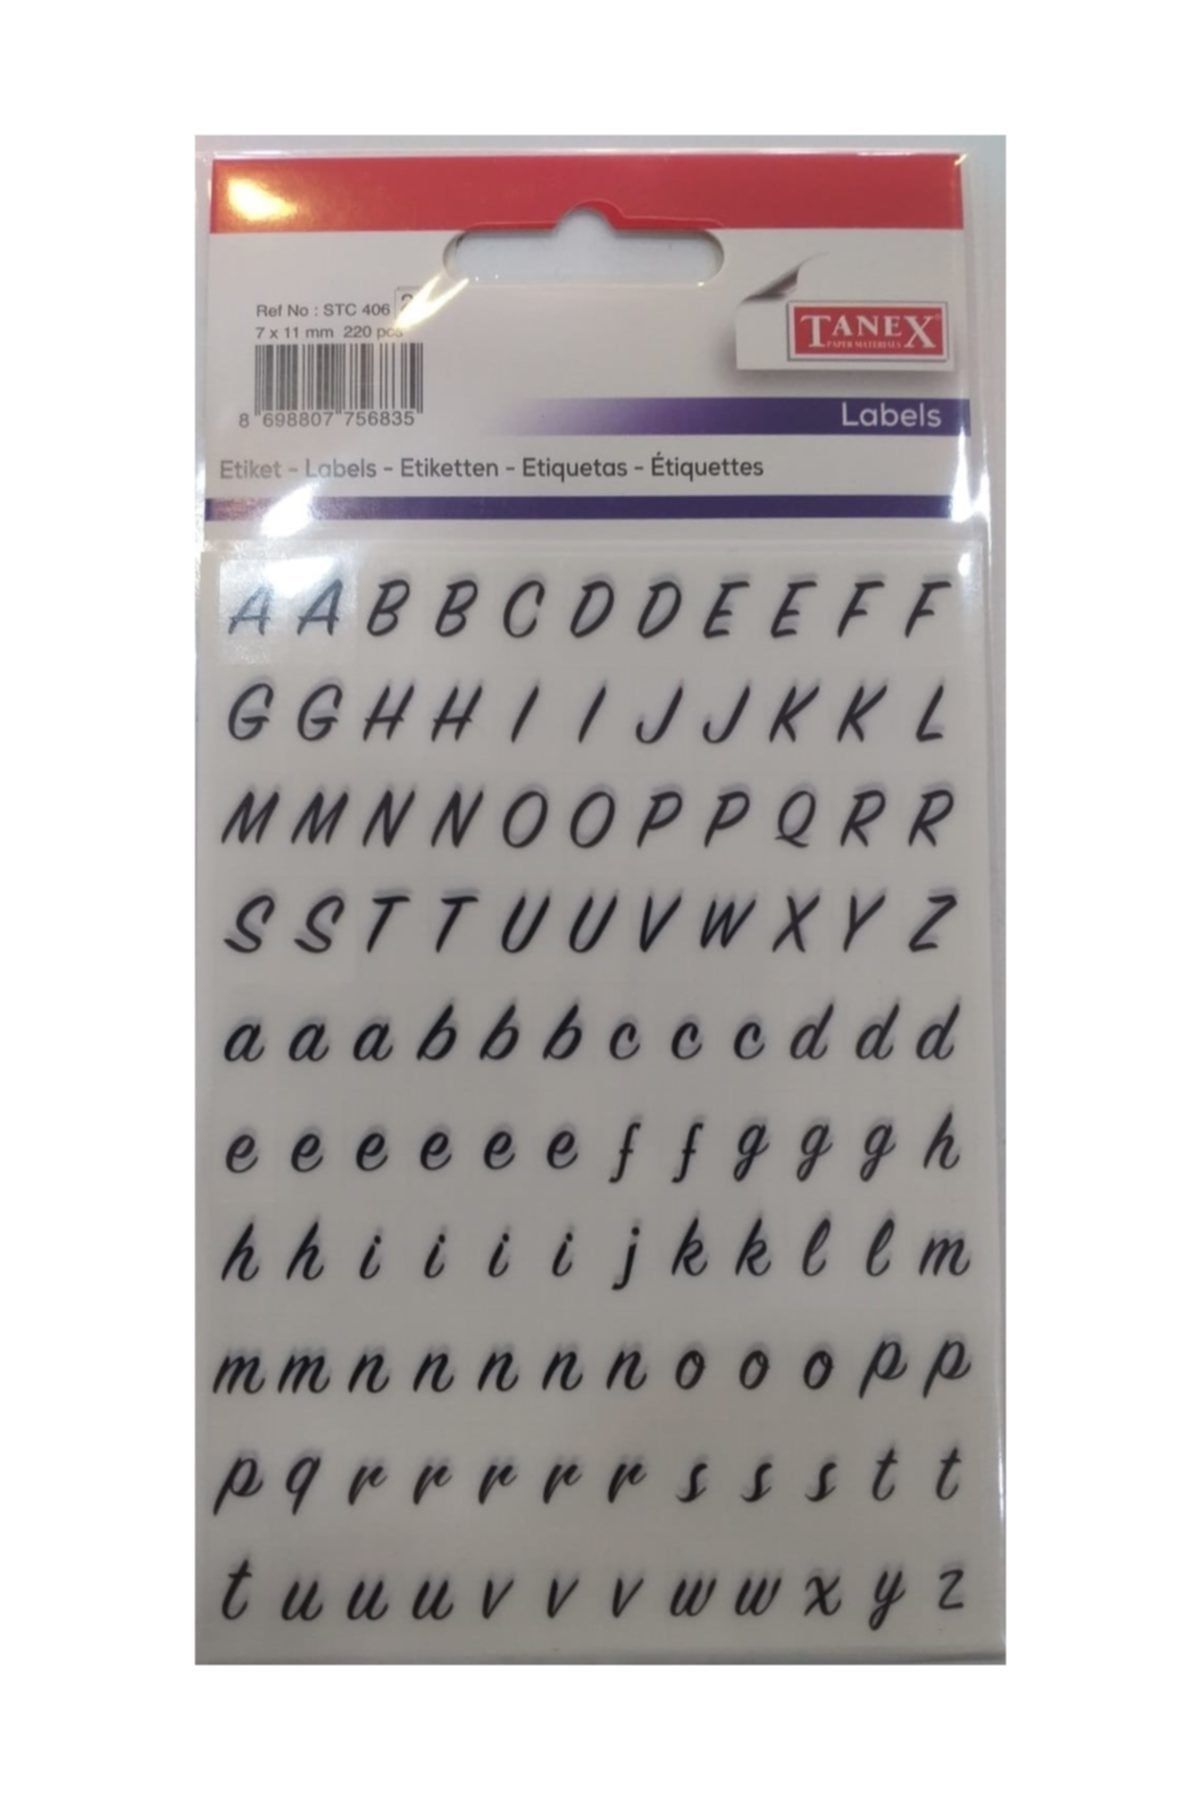 Ref No : STC 406
7 x 11 mm 220 pcs
8 698807 756835
TANEX
PAPER MATERIALS
Labels
Etiket - Labels - Etiketten - Etiquetas - Étiquettes
A A B B C D D E E F F
G G H H I I J J K K L
M M N N O O P P Q R R
S S T T U U V W X Y Z
a a a b b b c c c d d d
e e e e e e f f g g g h
h h i i i i j k k l l m
m m n n n n n o o o p p
p q r r r r r s s s t t
t u u u v v v w w x y z